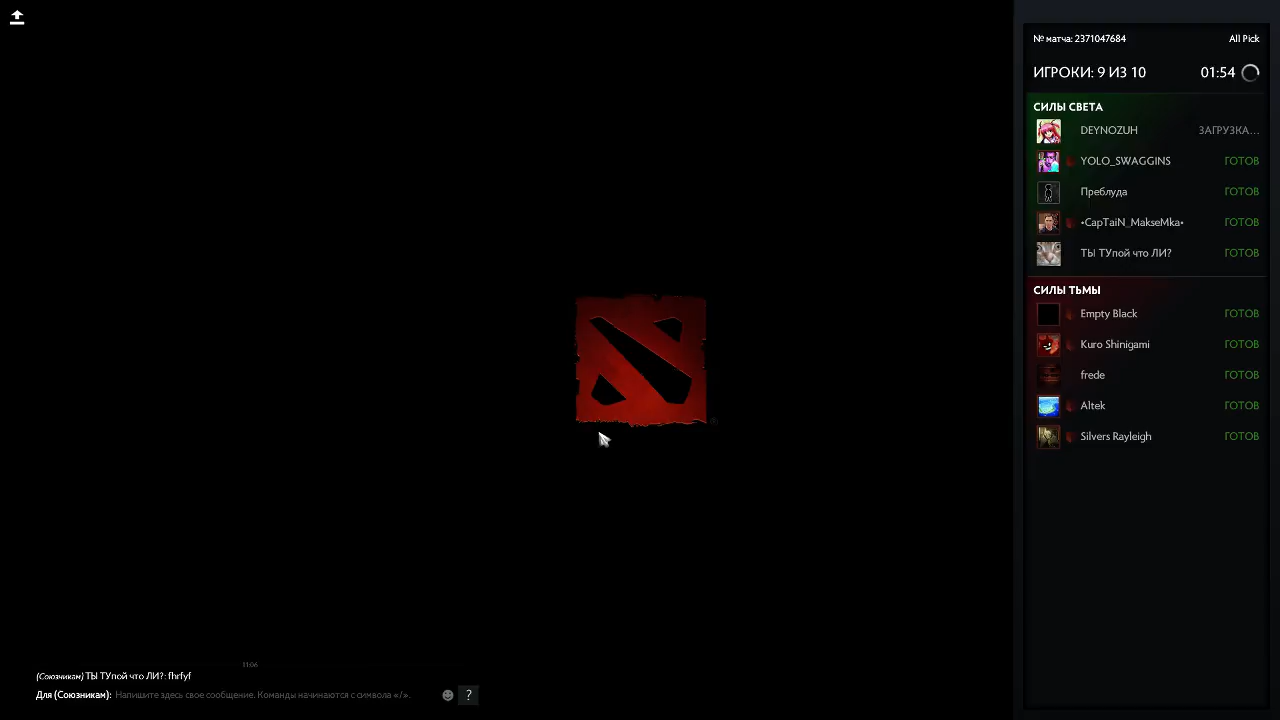 № матча: 2371047684 All Pick
ИГРОКИ: 9 ИЗ 10 01:54
СИЛЫ СВЕТА
DEYNOZUH ЗАГРУЗКА...
YOLO_SWAGGINS ГОТОВ
Преблуда ГОТОВ
•CapTaiN_MakseMka• ГОТОВ
ТЫ ТУпой что ЛИ? ГОТОВ
СИЛЫ ТЬМЫ
Empty Black ГОТОВ
Kuro Shinigami ГОТОВ
frede ГОТОВ
Altek ГОТОВ
Silvers Rayleigh ГОТОВ
11:06
(Союзникам) ТЫ ТУпой что ЛИ?: fhrfyf
Для (Союзникам): Напишите здесь свое сообщение. Команды начинаются с символа «/». ?